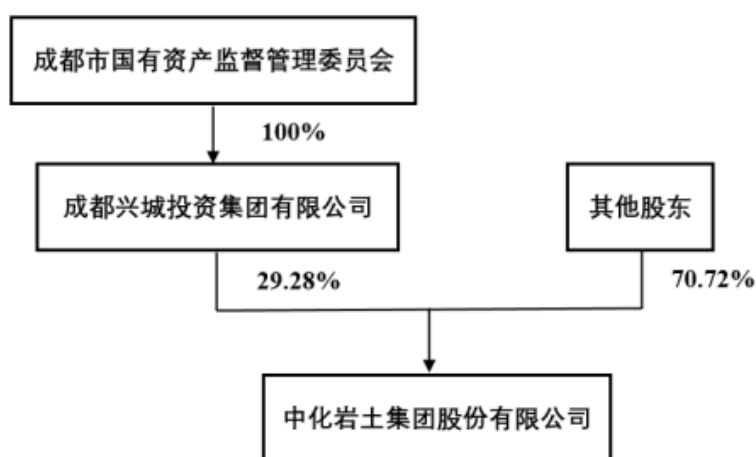 成都市国有资产监督管理委员会
100%
成都兴城投资集团有限公司
其他股东
29.28%
70.72%
中化岩土集团股份有限公司